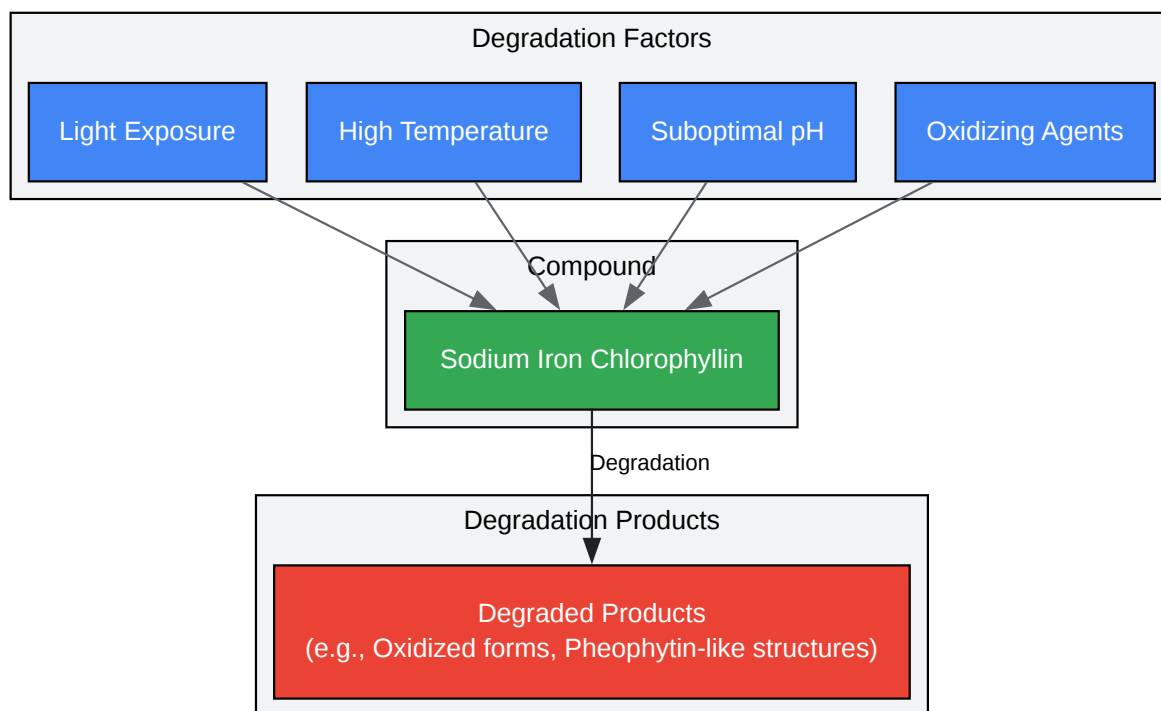 Degradation Factors
Light Exposure
High Temperature
Suboptimal pH
Oxidizing Agents
Compound
Sodium Iron Chlorophyllin
Degradation
Degradation Products
Degraded Products
(e.g., Oxidized forms, Pheophytin-like structures)